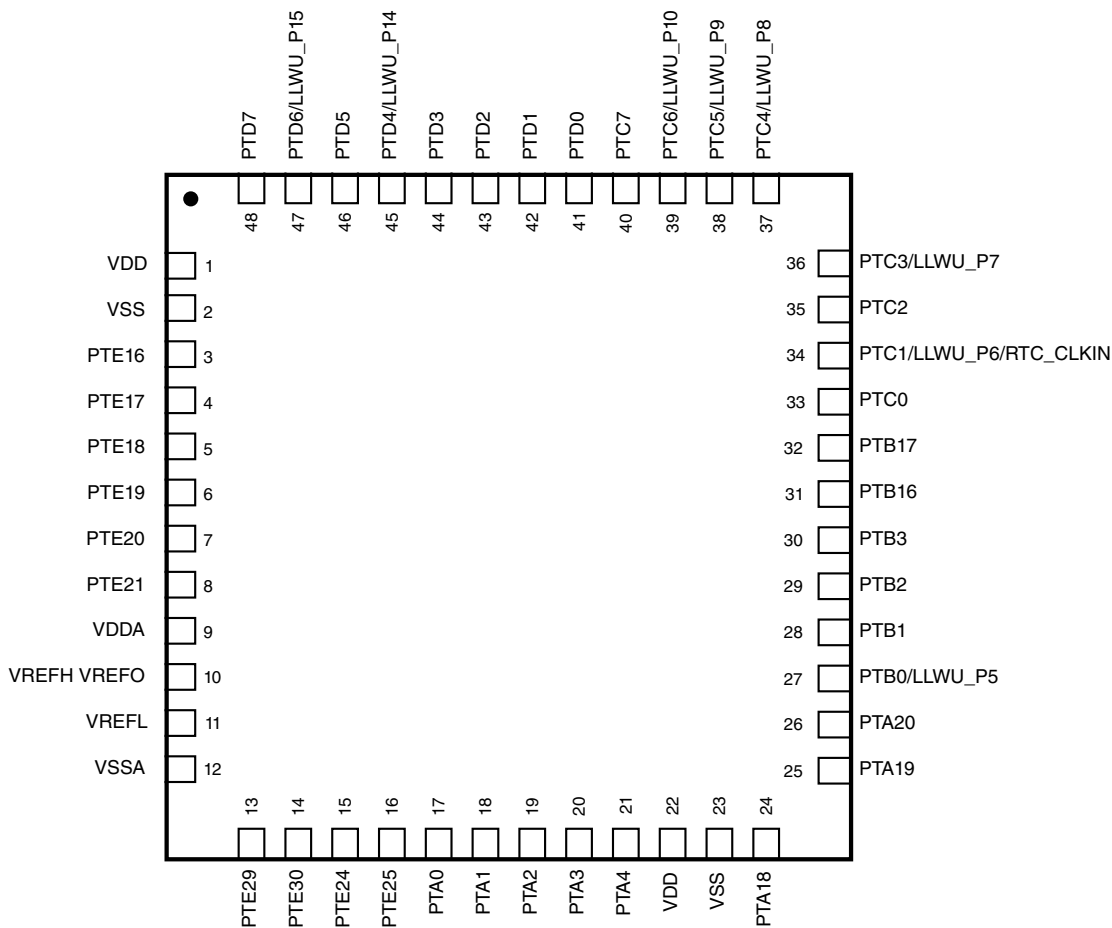 PTD7
PTD6/LLWU_P15
PTD5
PTD4/LLWU_P14
PTD3
PTD2
PTD1
PTD0
PTC7
PTC6/LLWU_P10
PTC5/LLWU_P9
PTC4/LLWU_P8
48
47
46
45
44
43
42
41
40
39
38
37
VDD 1
VSS 2
PTE16 3
PTE17 4
PTE18 5
PTE19 6
PTE20 7
PTE21 8
VDDA 9
VREFH VREFO 10
VREFL 11
VSSA 12
36 PTC3/LLWU_P7
35 PTC2
34 PTC1/LLWU_P6/RTC_CLKIN
33 PTC0
32 PTB17
31 PTB16
30 PTB3
29 PTB2
28 PTB1
27 PTB0/LLWU_P5
26 PTA20
25 PTA19
13
14
15
16
17
18
19
20
21
22
23
24
PTE29
PTE30
PTE24
PTE25
PTA0
PTA1
PTA2
PTA3
PTA4
VDD
VSS
PTA18